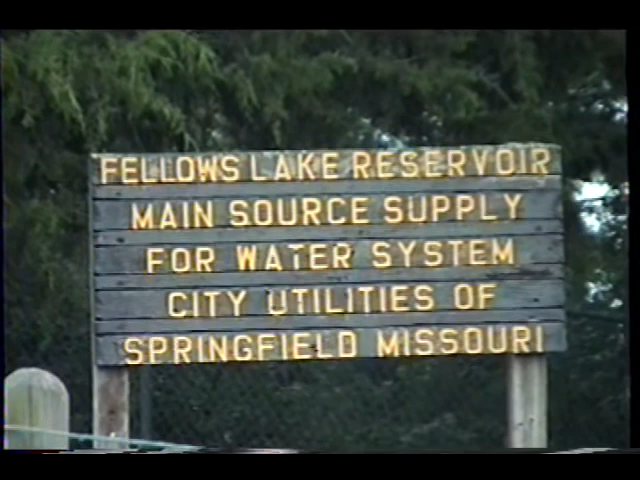 FELLOWS LAKE RESERVOIR
MAIN SOURCE SUPPLY
FOR WATER SYSTEM
CITY UTILITIES OF
SPRINGFIELD MISSOURI